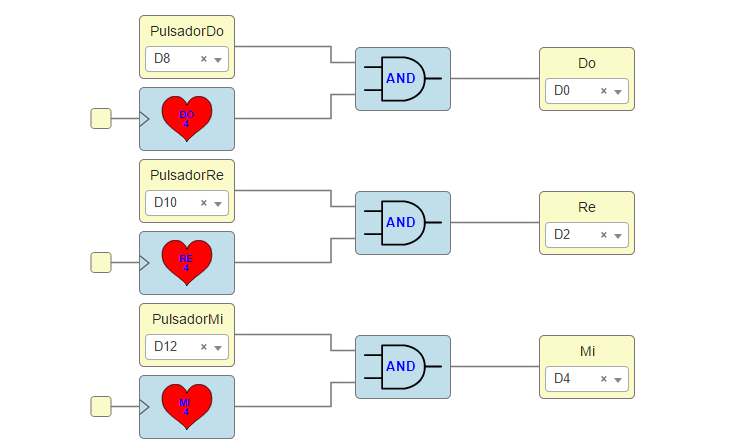 PulsadorDo
D8 ×
DO
4
AND
Do
D0 ×
PulsadorRe
D10 ×
RE
4
AND
Re
D2 ×
PulsadorMi
D12 ×
MI
4
AND
Mi
D4 ×